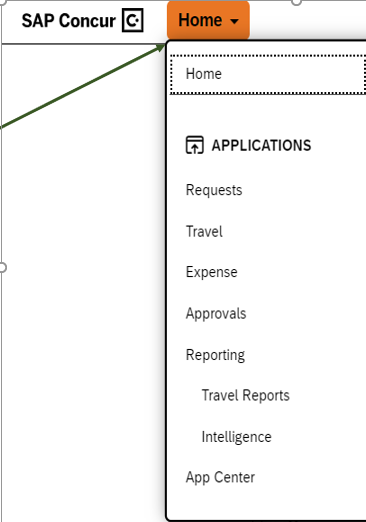 SAP Concur Home
Home
APPLICATIONS
Requests
Travel
Expense
Approvals
Reporting
Travel Reports
Intelligence
App Center